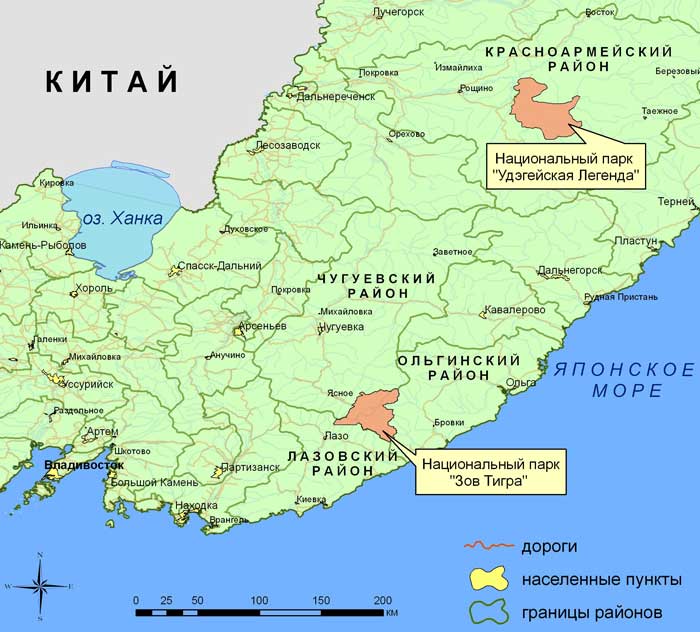 Лучегорск
Восток
КРАСНОАРМЕЙСКИЙ
РАЙОН
КИТАЙ
Покровка
Измайлиха
Березовый
Рощино
Дальнереченск
Таежное
Орехово
Лесозаводск
Национальный парк
"Удэгейская Легенда"
Кировка
Терней
оз. Ханка
Ильинка
Духовское
Пластун
Камень-Рыболов
Заветное
Спасск-Дальний
Дальнегорск
ЧУГУЕВСКИЙ
РАЙОН
Хороль
Покровка
Рудная Пристань
Михайловка
Кавалерово
Арсеньев
Чугуевка
Галенки
Михайловка
Анучино
ОЛЬГИНСКИЙ
РАЙОН
ЯПОНСКОЕ
МОРЕ
Уссурийск
Ольга
Ясное
Раздольное
Бровки
Артем
Лазо
Шкотово
ЛАЗОВСКИЙ
РАЙОН
Владивосток
Партизанск
Национальный парк
"Зов Тигра"
Большой Камень
Киевка
Находка
Врангель
N
W
E
S
дороги
населенные пункты
границы районов
0 25 50 100 150 200
КМ